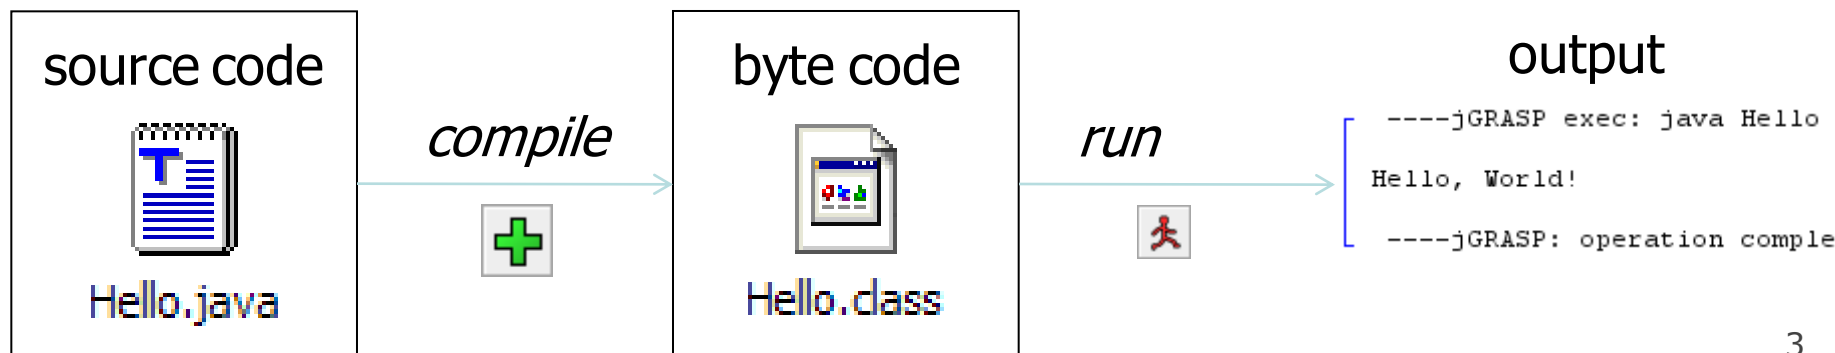 source code
Hello.java
compile
byte code
Hello.class
run
output
----jGRASP exec: java Hello
Hello, World!
----jGRASP: operation comple
3